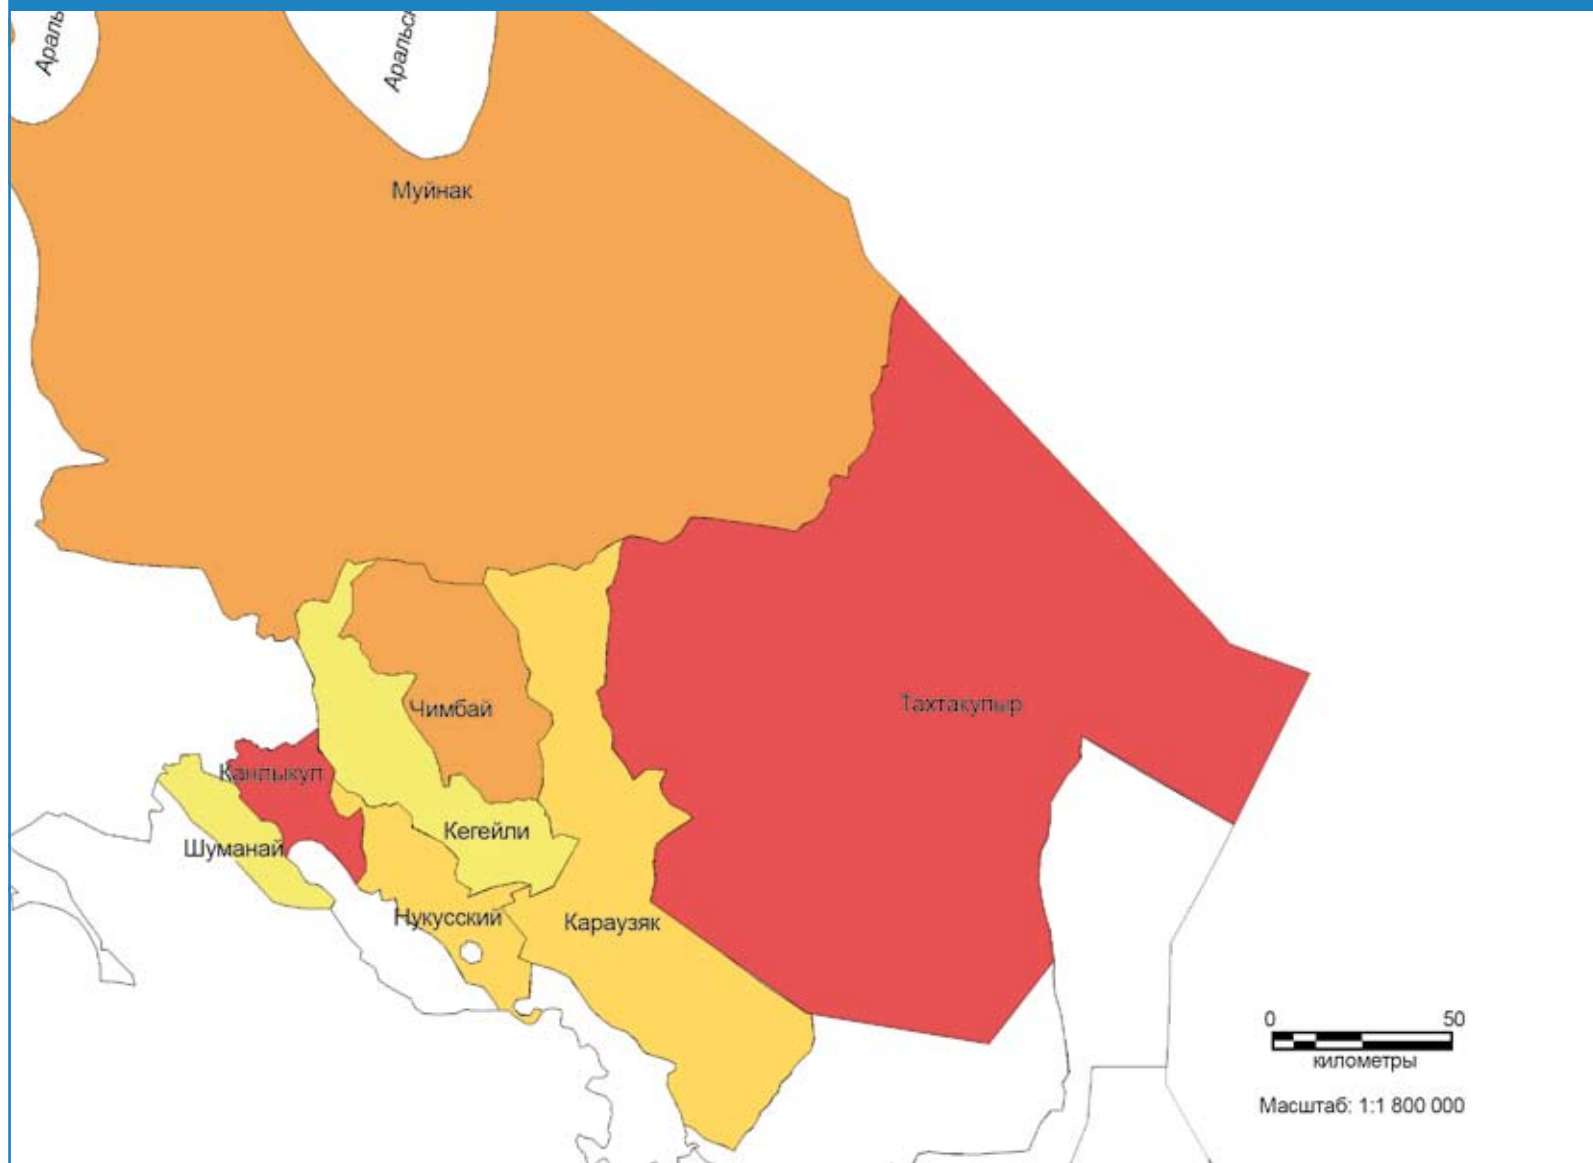 Араль
Аральс
Муйнак
Чимбай
Тахтакупыр
Канлыкул
Кегейли
Шуманай
Нукусский
Караузяк
0 50
километры
Масштаб: 1:1 800 000